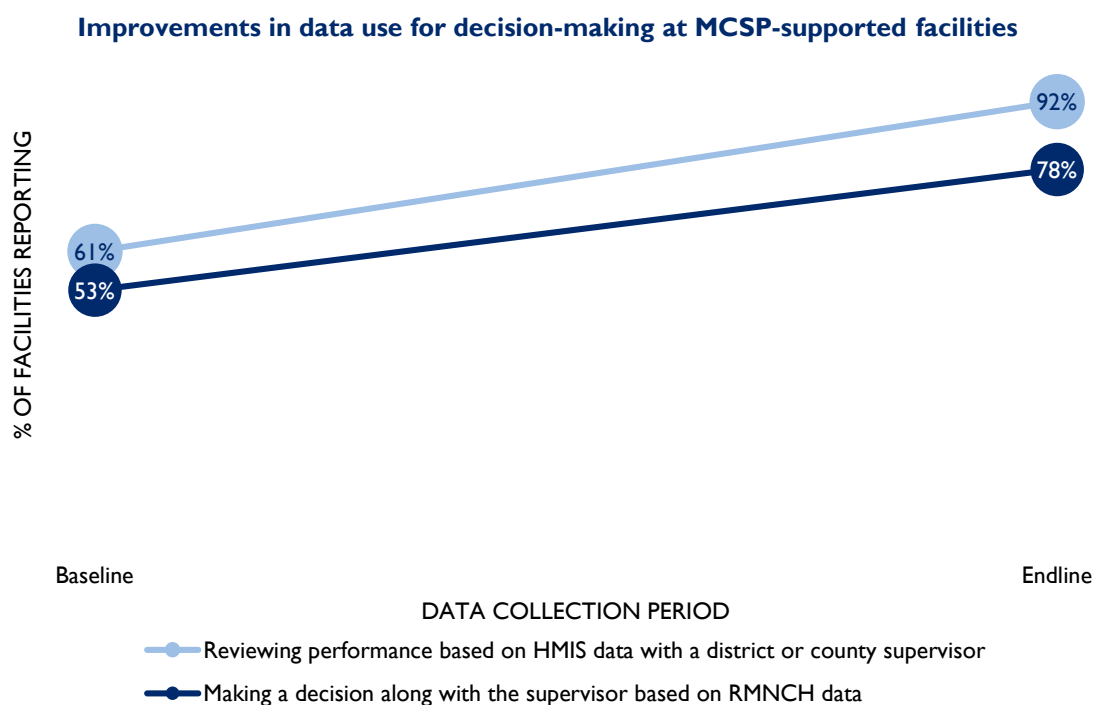 Improvements in data use for decision-making at MCSP-supported facilities
% OF FACILITIES REPORTING
92%
78%
61%
53%
Baseline
Endline
DATA COLLECTION PERIOD
Reviewing performance based on HMIS data with a district or county supervisor
Making a decision along with the supervisor based on RMNCH data